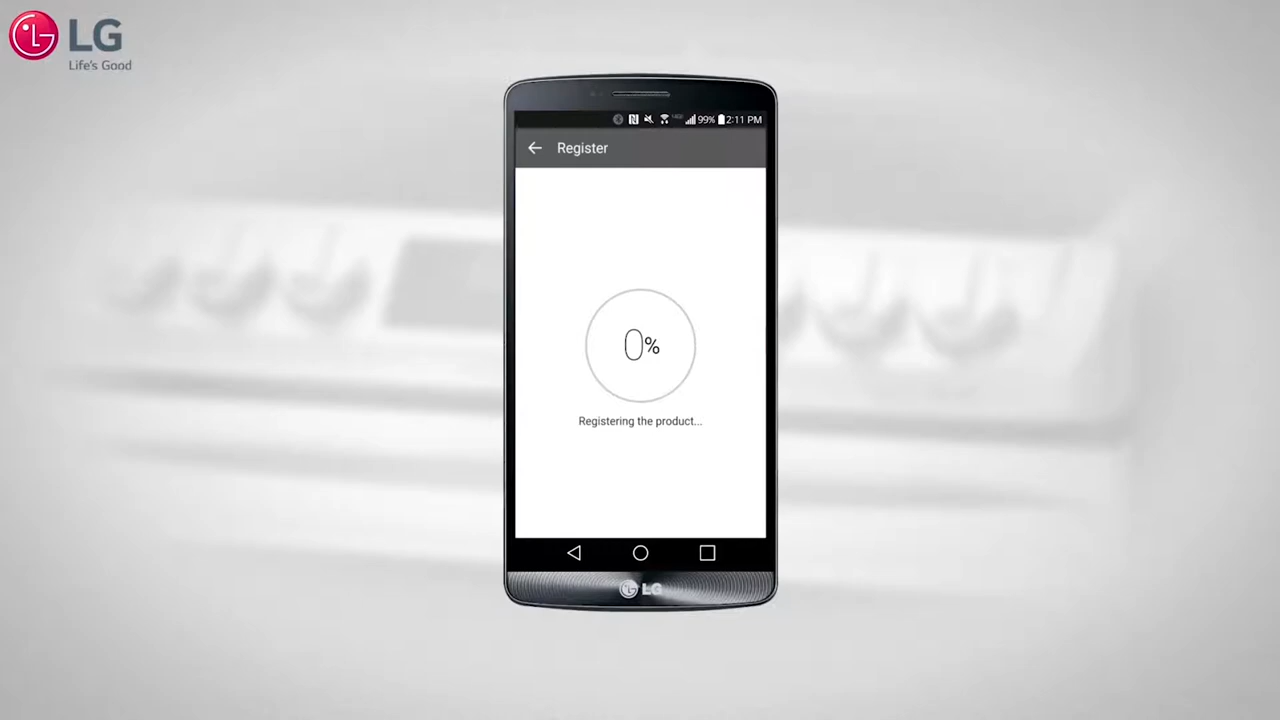 LG
Life's Good
99% 2:11 PM
Register
0%
Registering the product...
LG